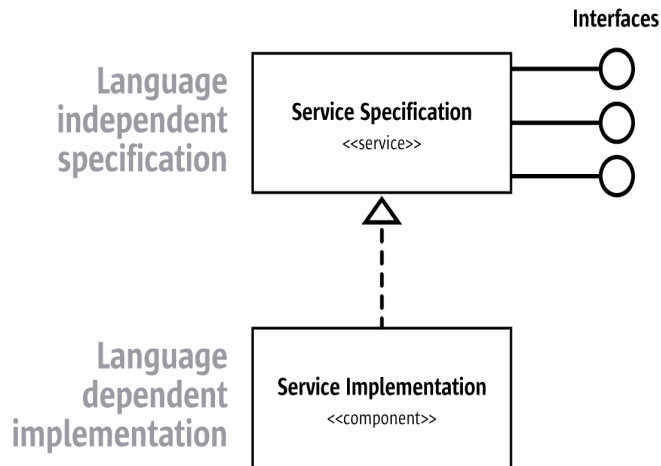 Interfaces
Language
independent
specification
Service Specification
<<service>>
Language
dependent
implementation
Service Implementation
<<component>>